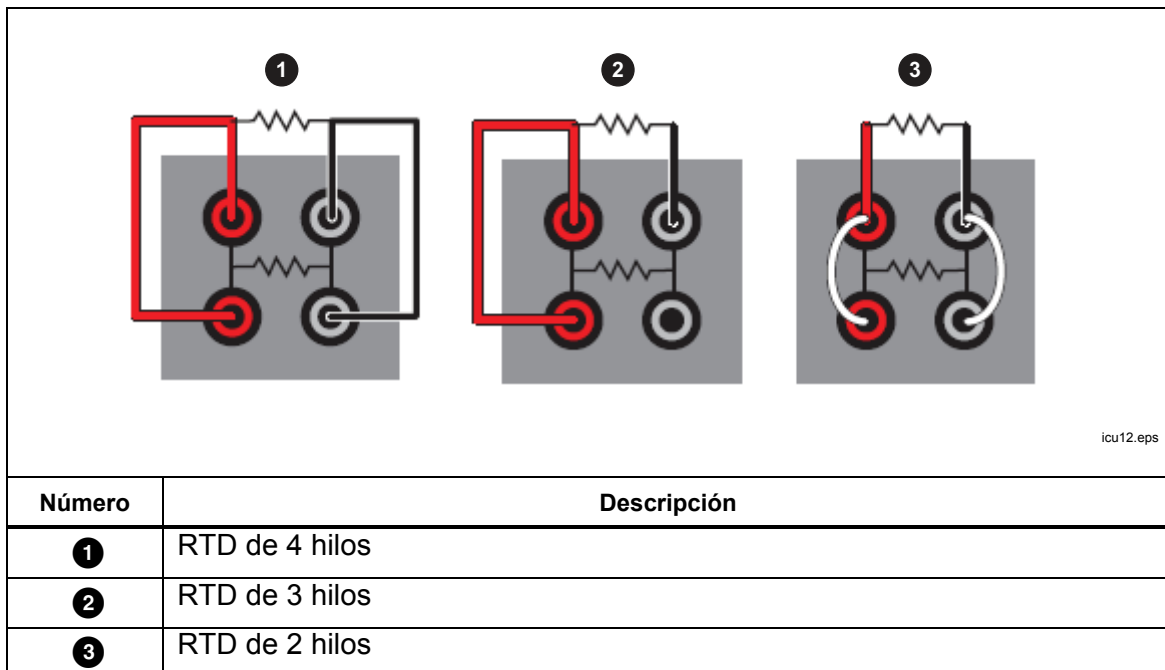 1 2 3
icu12.eps
Número Descripción
1 RTD de 4 hilos
2 RTD de 3 hilos
3 RTD de 2 hilos